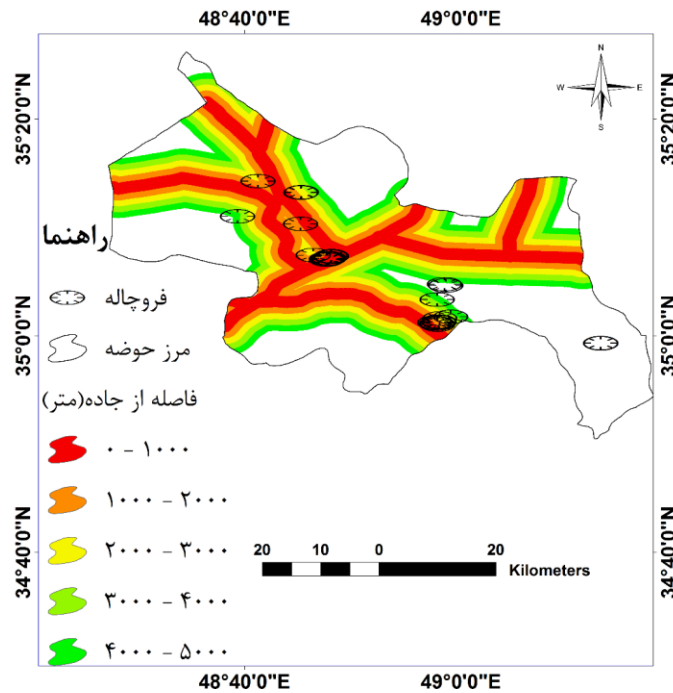 48°40'0"E 49°0'0"E
N
W E
S
35°20'0"N 35°20'0"N
راهنما
فروچاله
مرز حوضه
35°0'0"N 35°0'0"N
فاصله از جاده(متر)
۰ - ۱۰۰۰
۱۰۰۰ - ۲۰۰۰
۲۰۰۰ - ۳۰۰۰
۳۰۰۰ - ۴۰۰۰
۴۰۰۰ - ۵۰۰۰
34°40'0"N 34°40'0"N
20 10 0 20
Kilometers
48°40'0"E 49°0'0"E